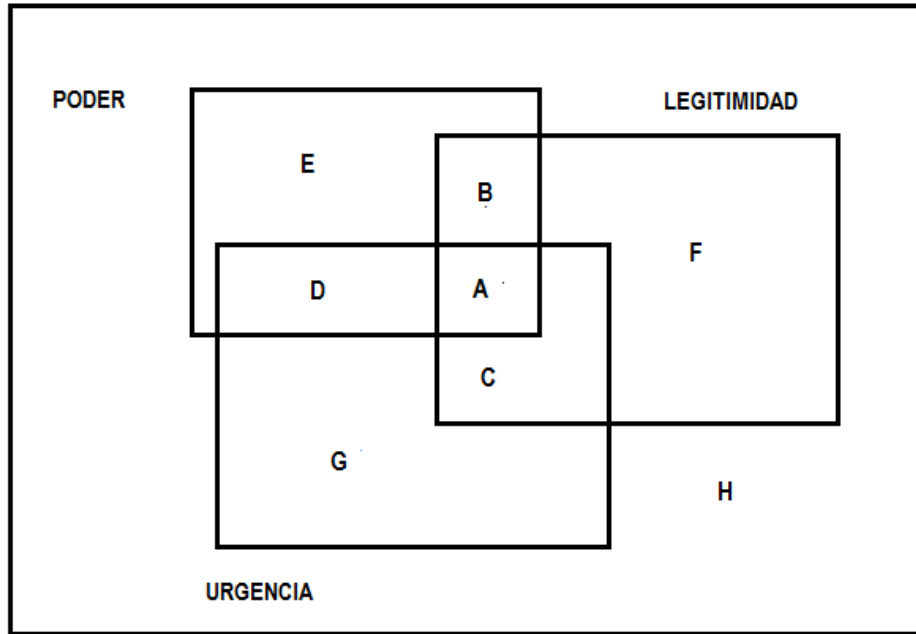 PODER
LEGITIMIDAD
E
B
F
D
A
C
G
H
URGENCIA